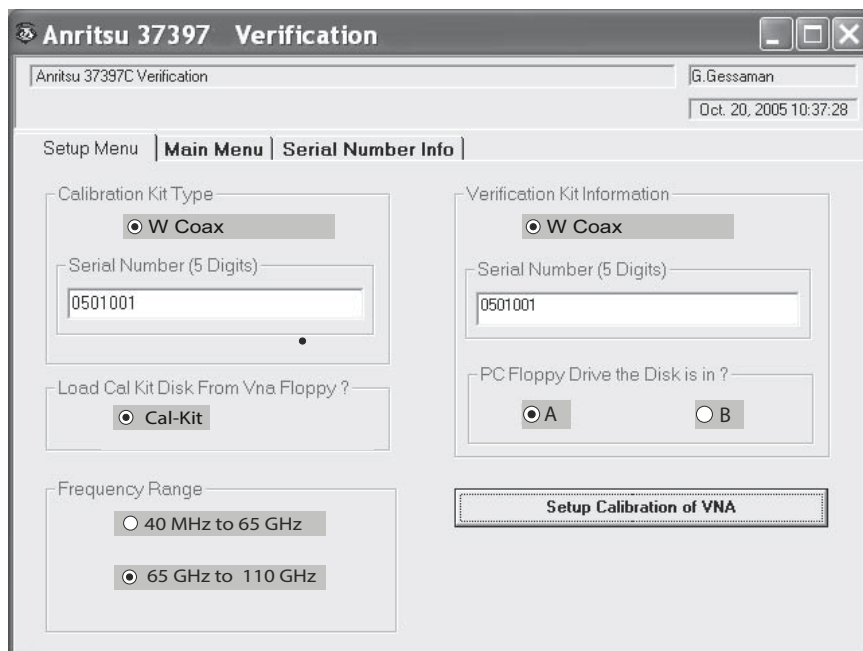 Anritsu 37397 Verification
Anritsu 37397C Verification
G.Gessaman
Oct. 20, 2005 10:37:28
Setup Menu
Main Menu
Serial Number Info
Calibration Kit Type
W Coax
Serial Number (5 Digits)
0501001
Load Cal Kit Disk From Vna Floppy ?
Cal-Kit
Frequency Range
40 MHz to 65 GHz
65 GHz to 110 GHz
Verification Kit Information
W Coax
Serial Number (5 Digits)
0501001
PC Floppy Drive the Disk is in ?
A
B
Setup Calibration of VNA